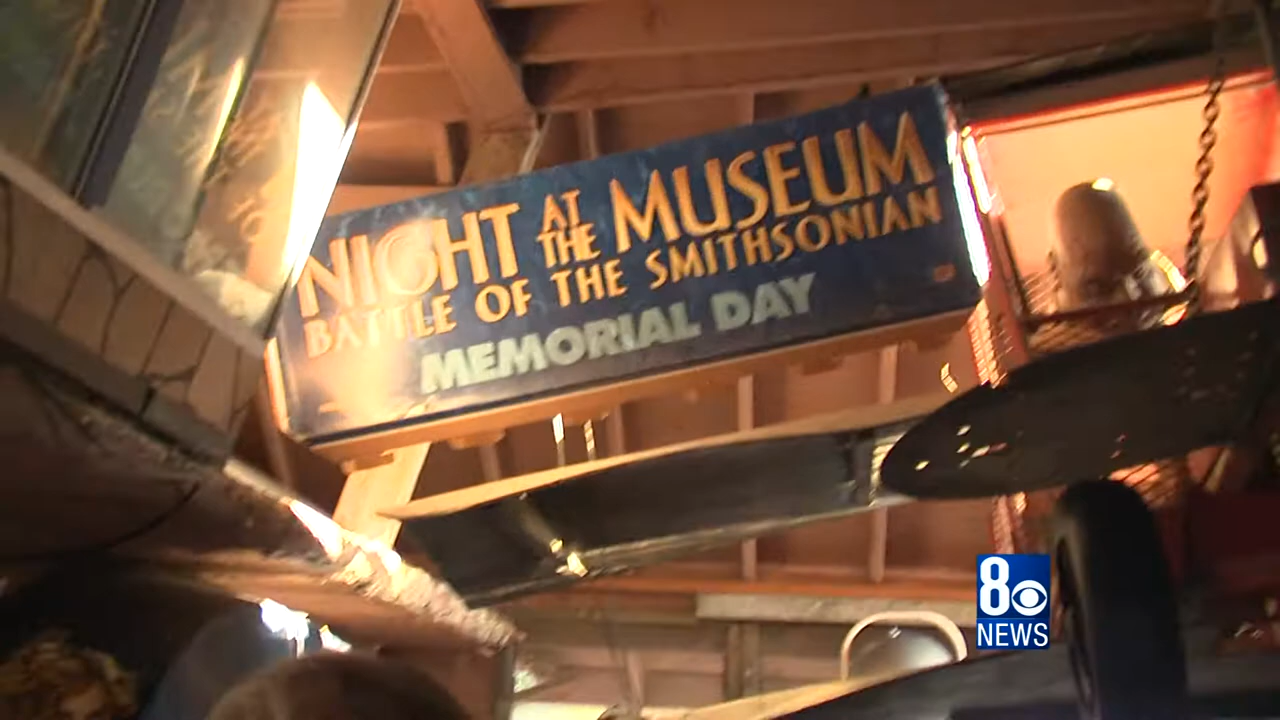 NIGHT AT THE MUSEUM
BATTLE OF THE SMITHSONIAN
MEMORIAL DAY
8
NEWS